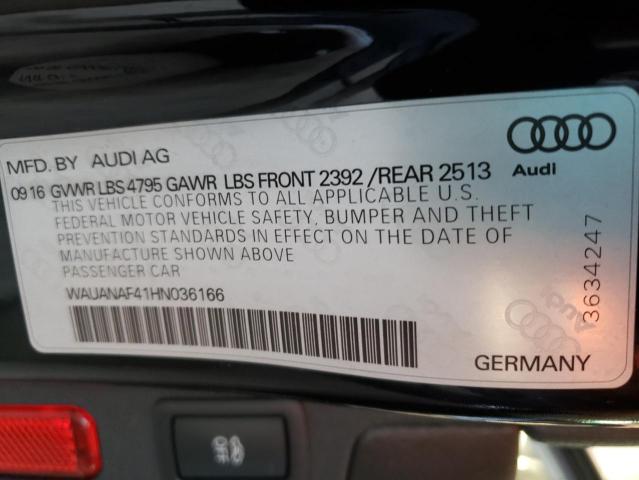 MFD. BY AUDI AG
09 16 GVWR LBS 4795 GAWR LBS FRONT 2392 /REAR 2513
THIS VEHICLE CONFORMS TO ALL APPLICABLE U.S.
FEDERAL MOTOR VEHICLE SAFETY, BUMPER AND THEFT
PREVENTION STANDARDS IN EFFECT ON THE DATE OF
MANUFACTURE SHOWN ABOVE
PASSENGER CAR
WAUANAF41HN036166
Audi
3634247
Audi
GERMANY
OFF